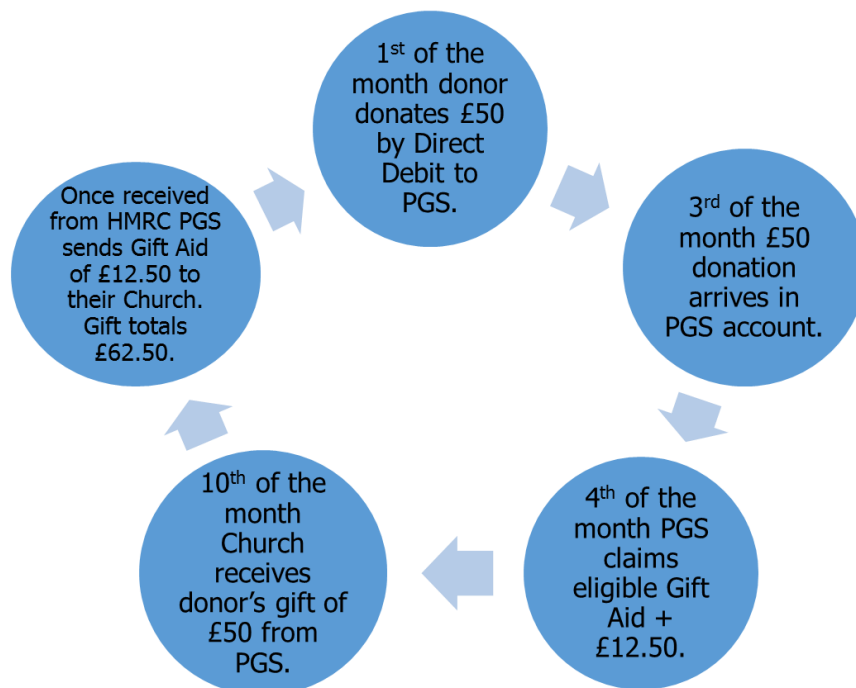 1st of the
month donor
donates £50
by Direct
Debit to
PGS.
3rd of the
month £50
donation
arrives in
PGS account.
4th of the
month PGS
claims
eligible Gift
Aid +
£12.50.
10th of the
month
Church
receives
donor’s gift of
£50 from
PGS.
Once received
from HMRC PGS
sends Gift Aid
of £12.50 to
their Church.
Gift totals
£62.50.